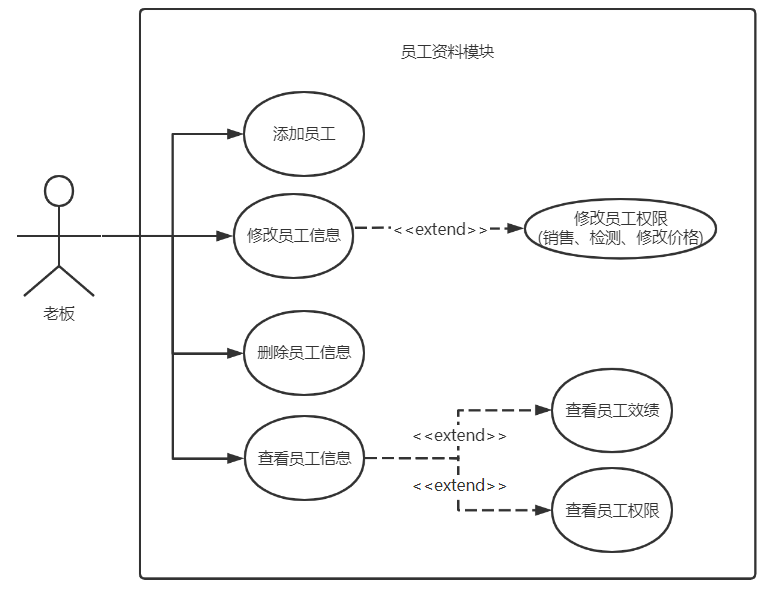 员工资料模块
添加员工
修改员工信息
<<extend>>
修改员工权限
(销售、检测、修改价格)
老板
删除员工信息
查看员工信息
<<extend>>
查看员工效绩
<<extend>>
查看员工权限